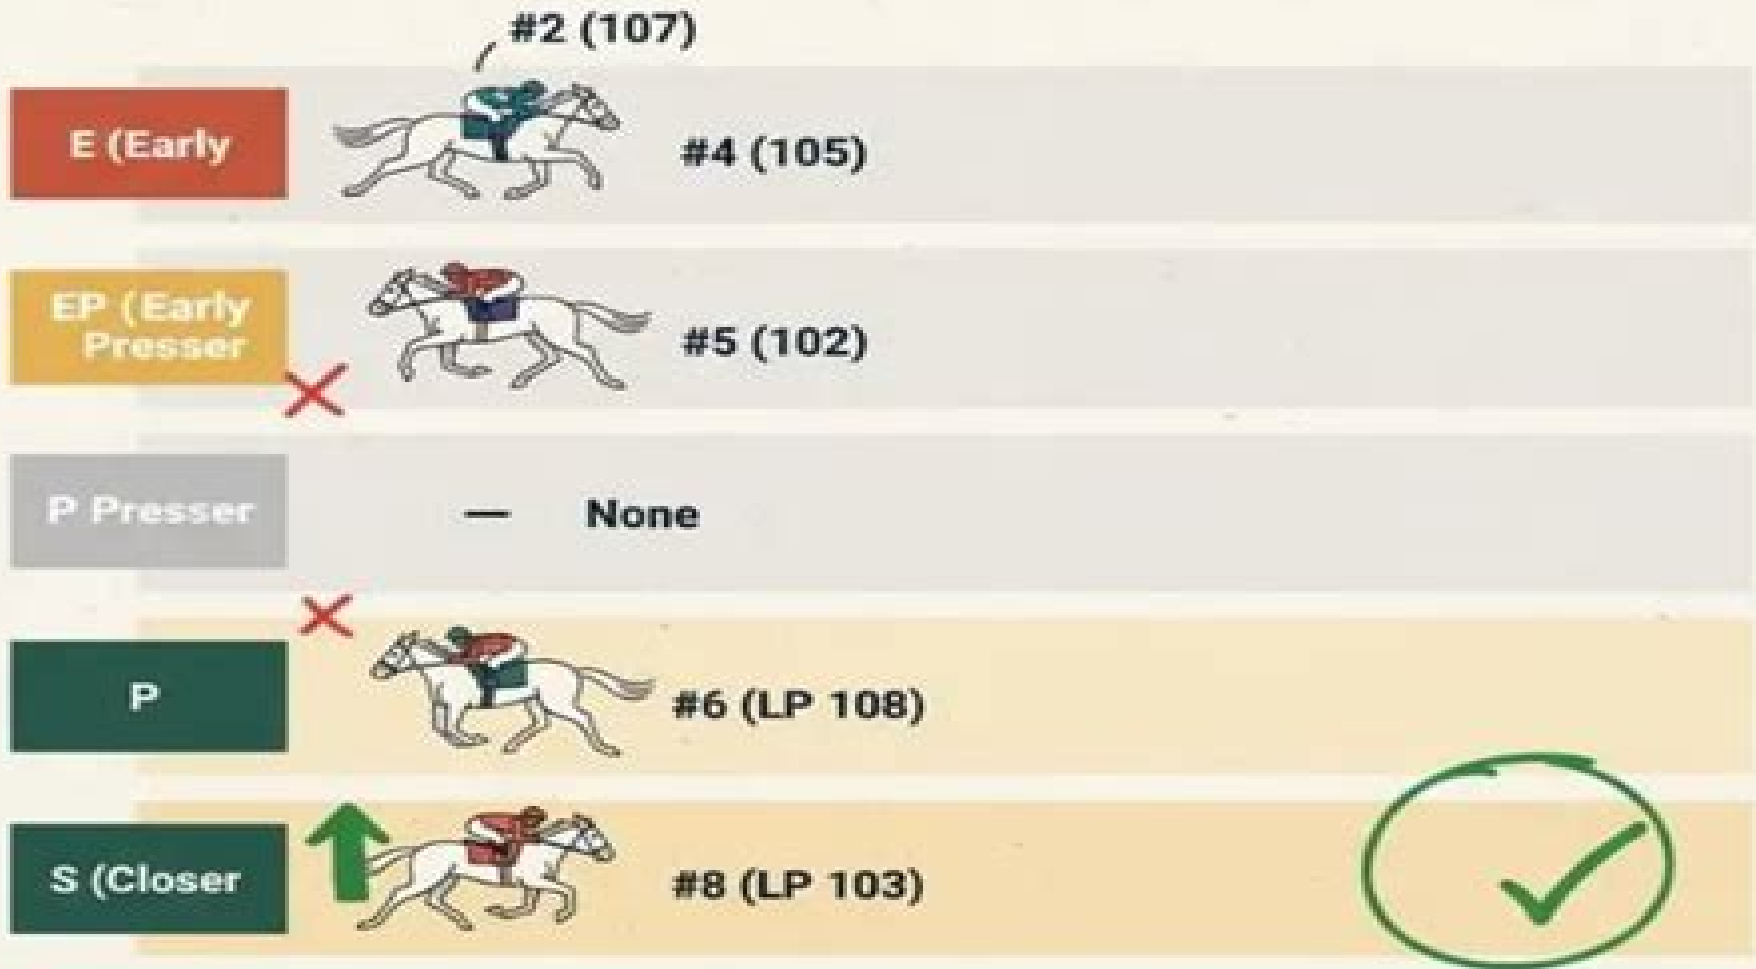 #2 (107)
E (Early
#4 (105)
EP (Early
Presser
#5 (102)
P Presser
— None
P
#6 (LP 108)
S (Closer
#8 (LP 103)